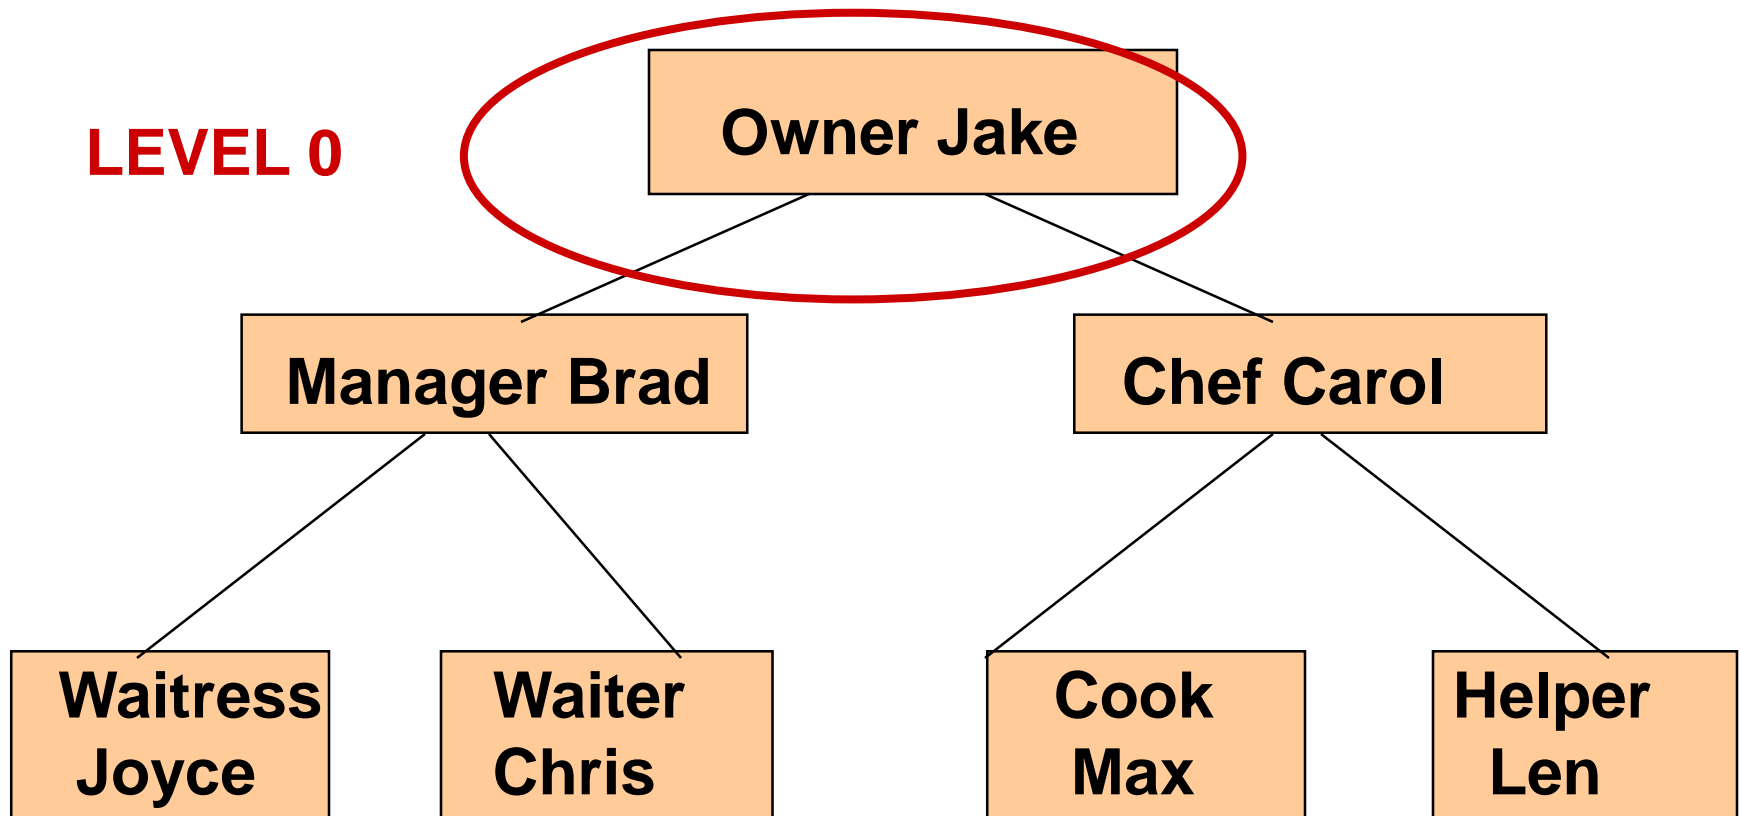 LEVEL 0
Owner Jake
Manager Brad
Chef Carol
Waitress
Joyce
Waiter
Chris
Cook
Max
Helper
Len